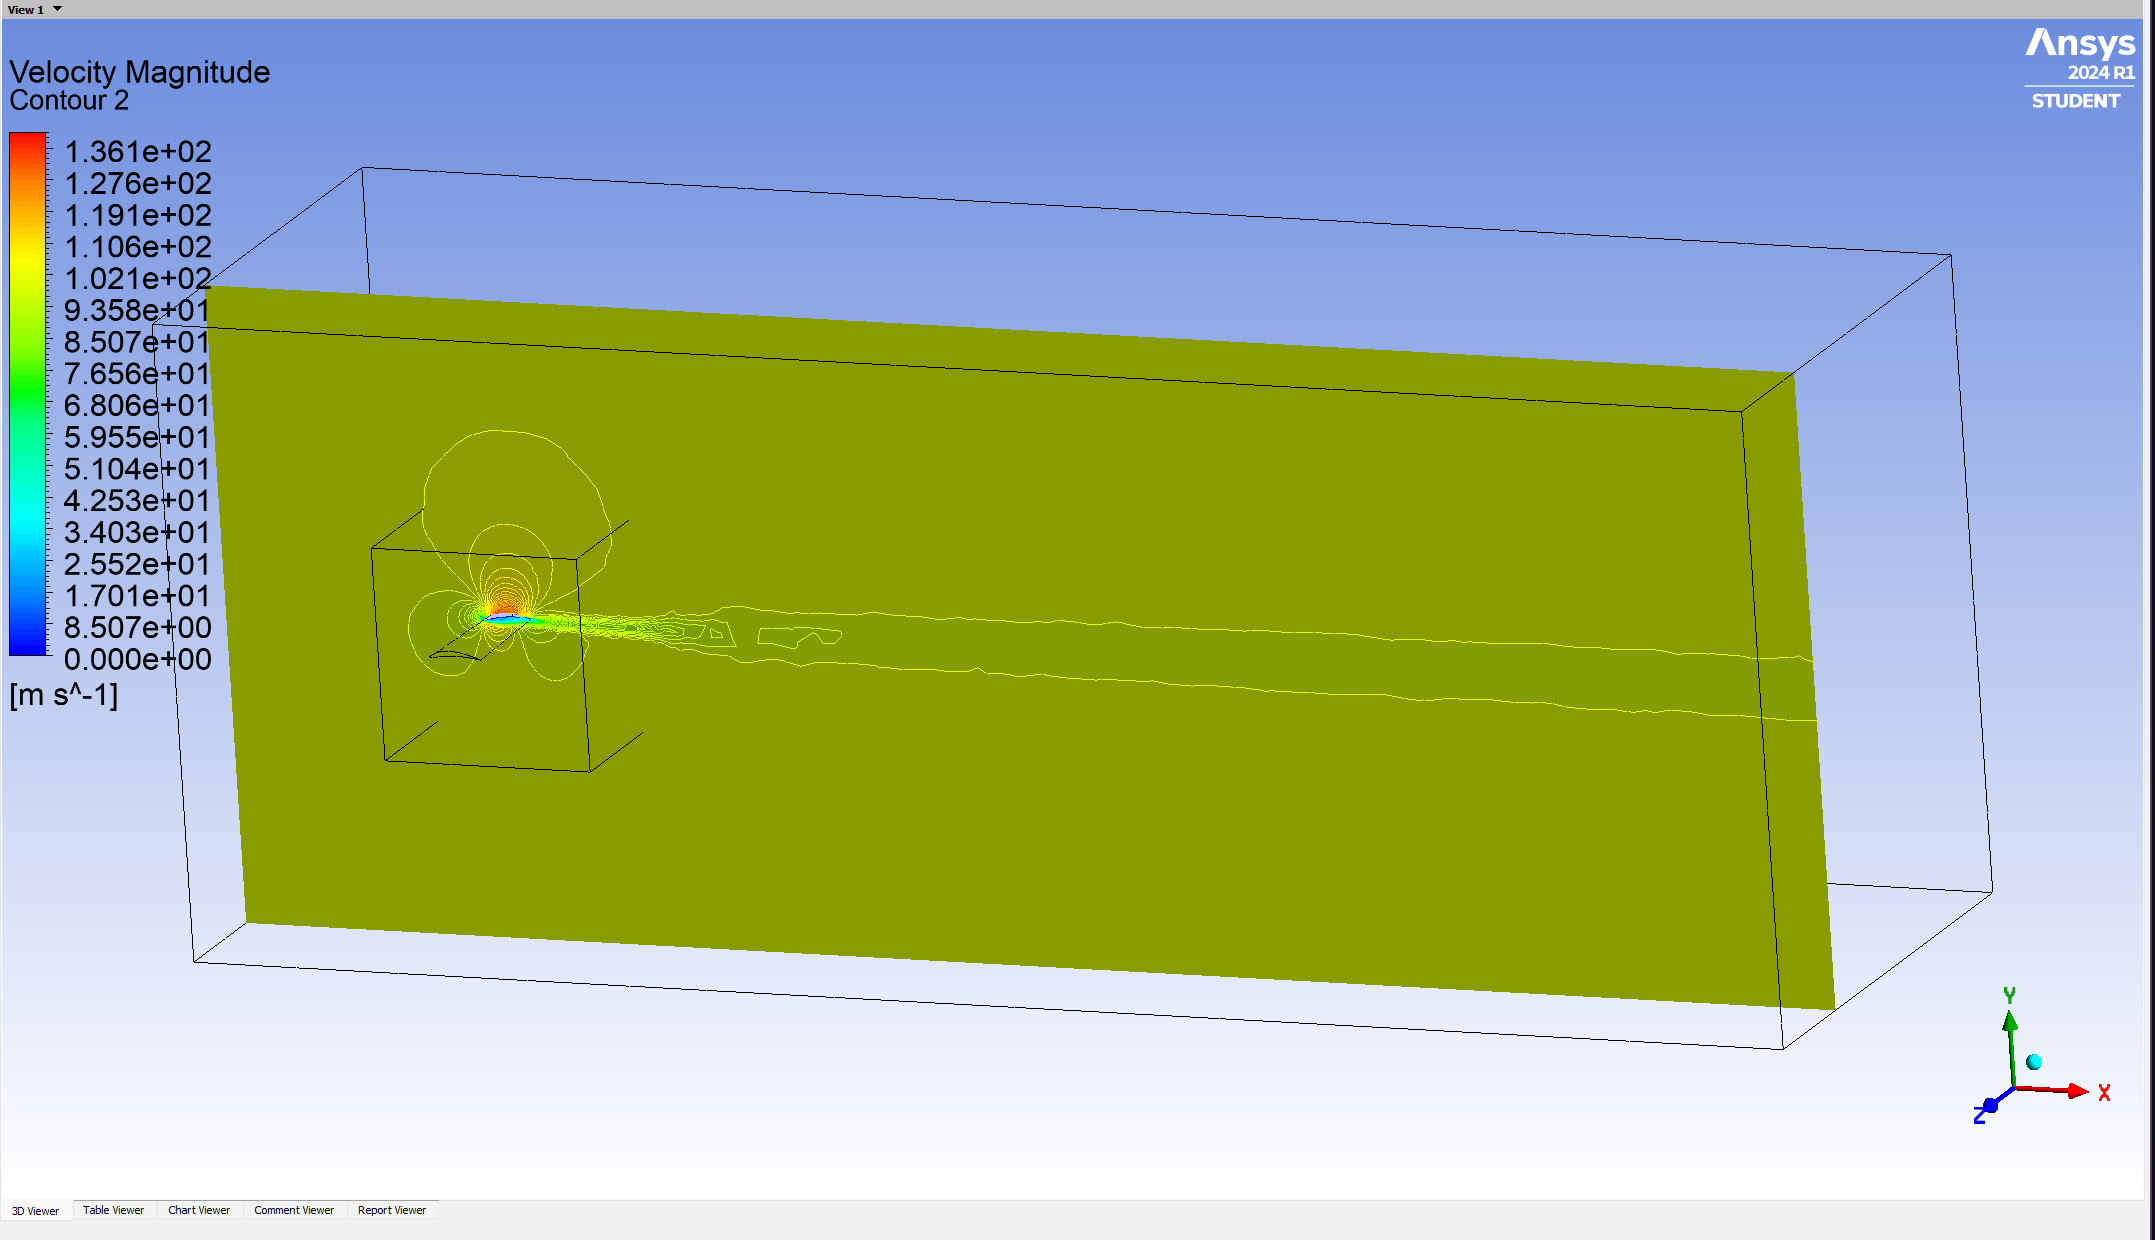 View 1
Ansys
2024 R1
STUDENT
Velocity Magnitude
Contour 2
1.361e+02
1.276e+02
1.191e+02
1.106e+02
1.021e+02
9.358e+01
8.507e+01
7.656e+01
6.806e+01
5.955e+01
5.104e+01
4.253e+01
3.403e+01
2.552e+01
1.701e+01
8.507e+00
0.000e+00
[m s^-1]
Y
X
Z
3D Viewer Table Viewer Chart Viewer Comment Viewer Report Viewer